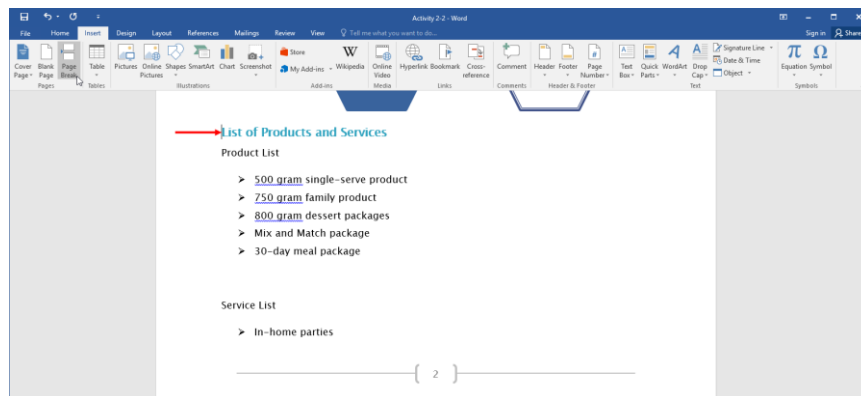 Activity 2-2 - Word
File Home Insert Design Layout References Mailings Review View Tell me what you want to do... Sign in Share
Cover Page Blank Page Page Break Table Pictures Online Pictures Shapes SmartArt Chart Screenshot Store My Add-ins Wikipedia Online Video Hyperlink Bookmark Cross-reference Comment Header Footer Page Number Text Box Quick Parts WordArt Drop Cap Signature Line Date & Time Object Equation Symbol
Pages Tables Illustrations Add-ins Media Links Comments Header & Footer Text Symbols
List of Products and Services
Product List
➤ 500 gram single-serve product
➤ 750 gram family product
➤ 800 gram dessert packages
➤ Mix and Match package
➤ 30-day meal package
Service List
➤ In-home parties
2